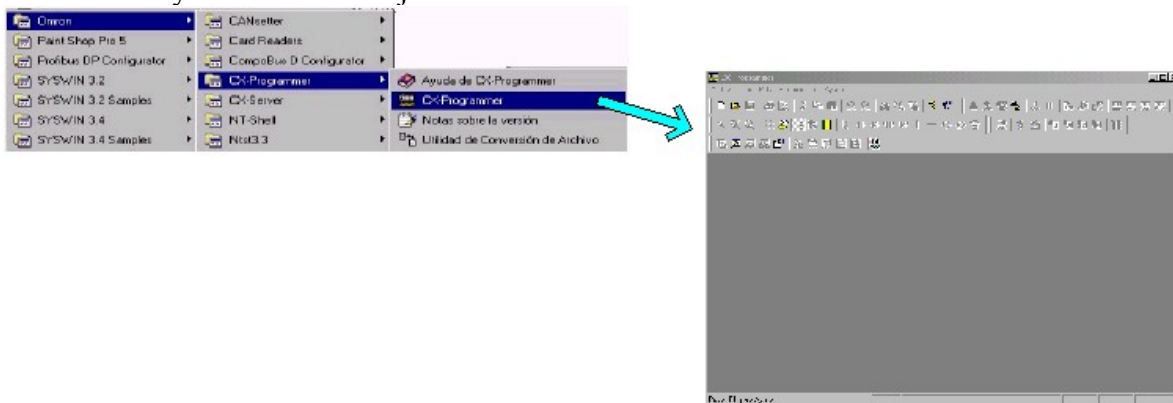 Omron
Paint Shop Pro 5
Profibus DP Configurator
SYSWIN 3.2
SYSWIN 3.2 Samples
SYSWIN 3.4
SYSWIN 3.4 Samples
CANsetter
Card Readers
CompoBus D Configurator
CX-Programmer
CX-Server
NT-Shell
Ntst3.3
Ayuda de CX-Programmer
CX-Programmer
Notas sobre la versión
Utilidad de Conversión de Archivo